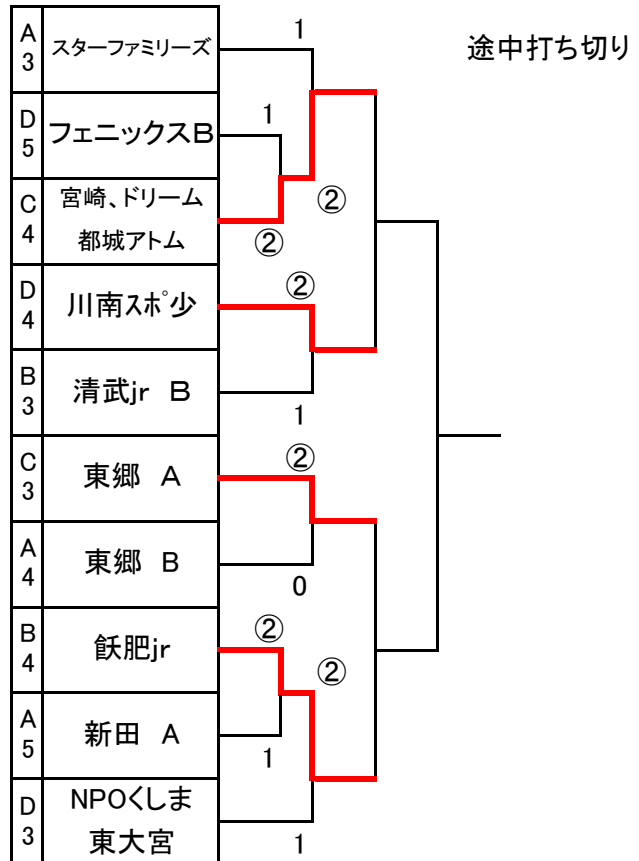 途中打ち切り
A
3
スターファミリーズ
1
D
5
フェニックスB
1
C
4
宮崎、ドリーム
都城アトム
②
②
D
4
川南スポ少
②
B
3
清武jr B
1
C
3
東郷 A
②
A
4
東郷 B
0
B
4
飫肥jr
②
②
A
5
新田 A
1
D
3
NPOくしま
東大宮
1